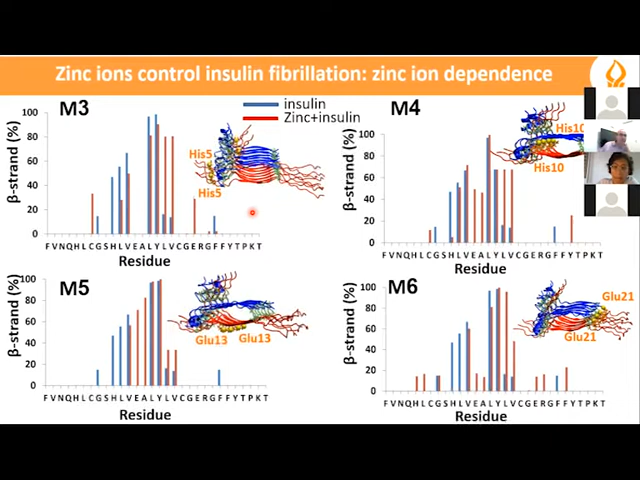 Zinc ions control insulin fibrillation: zinc ion dependence
M3
insulin
Zinc+insulin
β-strand (%)
100
80
60
40
20
0
His5
His5
F V N Q H L C G S H L V E A L Y L V C G E R G F F Y T P K T
Residue
M4
β-strand (%)
100
80
60
40
20
0
His10
His10
F V N Q H L C G S H L V E A L Y L V C G E R G F F Y T P K T
Residue
M5
β-strand (%)
100
80
60
40
20
0
Glu13
Glu13
F V N Q H L C G S H L V E A L Y L V C G E R G F F Y T P K T
Residue
M6
β-strand (%)
100
80
60
40
20
0
Glu21
Glu21
F V N Q H L C G S H L V E A L Y L V C G E R G F F Y T P K T
Residue